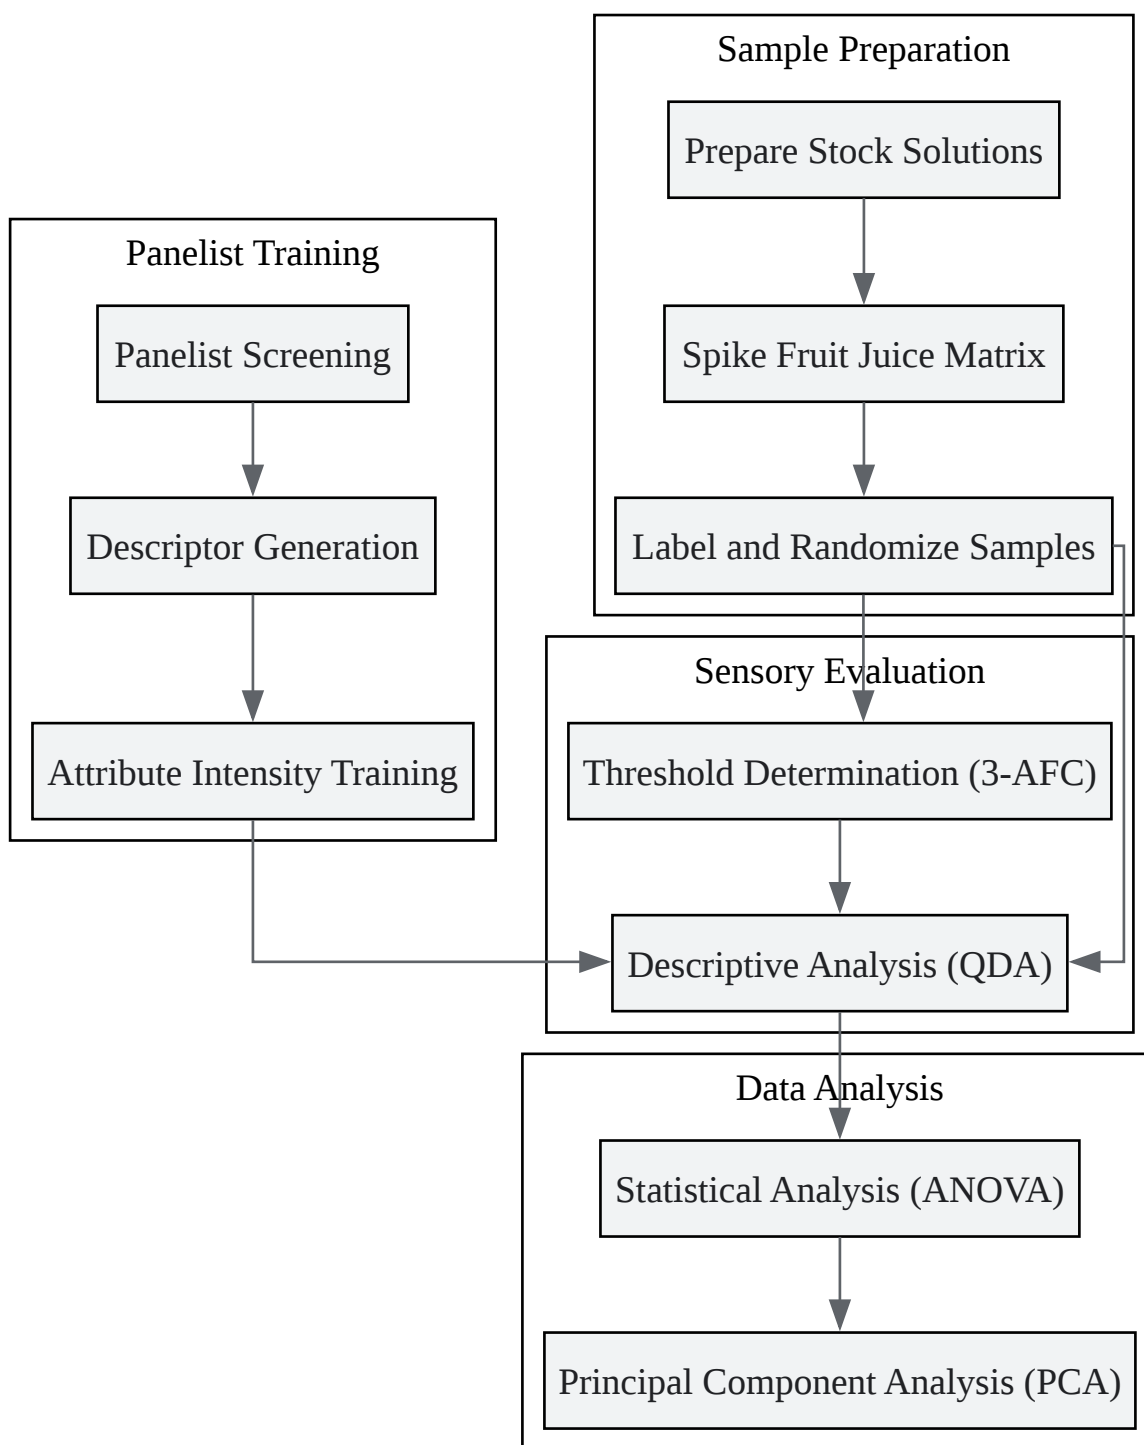 Sample Preparation
Prepare Stock Solutions
Panelist Training
Panelist Screening
Spike Fruit Juice Matrix
Descriptor Generation
Label and Randomize Samples
Sensory Evaluation
Attribute Intensity Training
Threshold Determination (3-AFC)
Descriptive Analysis (QDA)
Data Analysis
Statistical Analysis (ANOVA)
Principal Component Analysis (PCA)